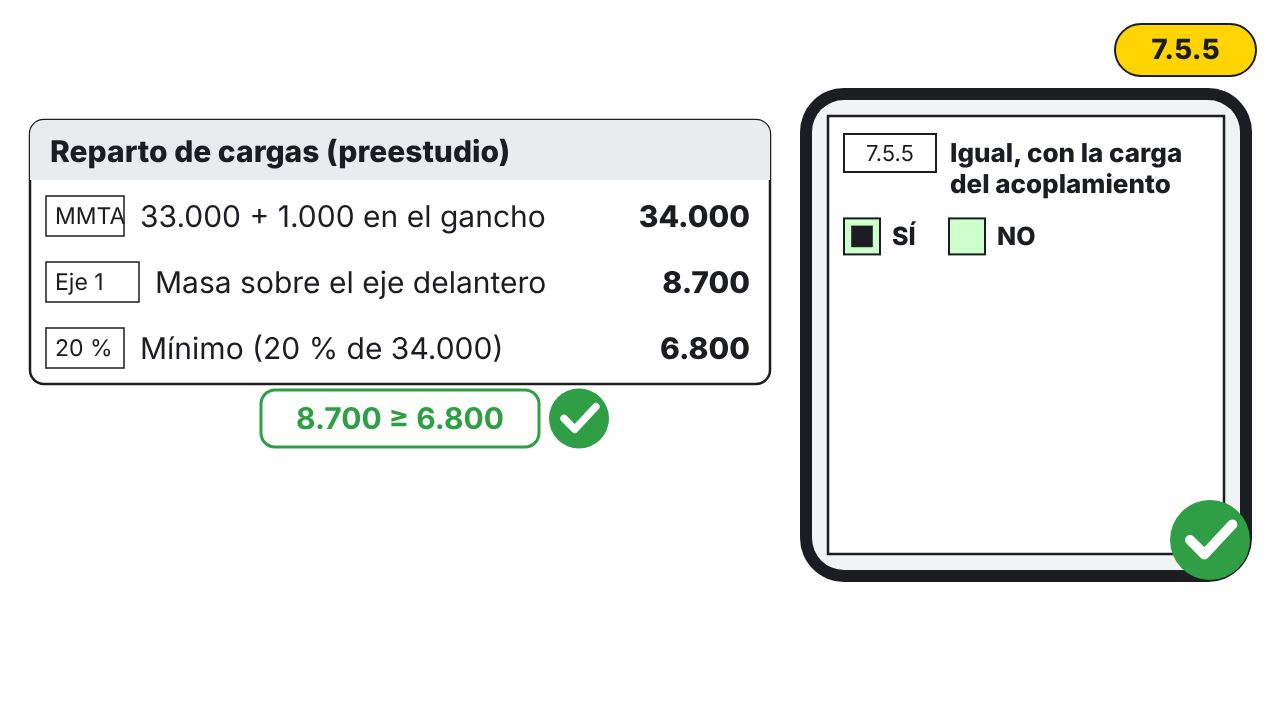 7.5.5
Reparto de cargas (preestudio)
MMTA 33.000 + 1.000 en el gancho 34.000
Eje 1 Masa sobre el eje delantero 8.700
20 % Mínimo (20 % de 34.000) 6.800
8.700 ≥ 6.800
7.5.5 Igual, con la carga
del acoplamiento
SÍ NO